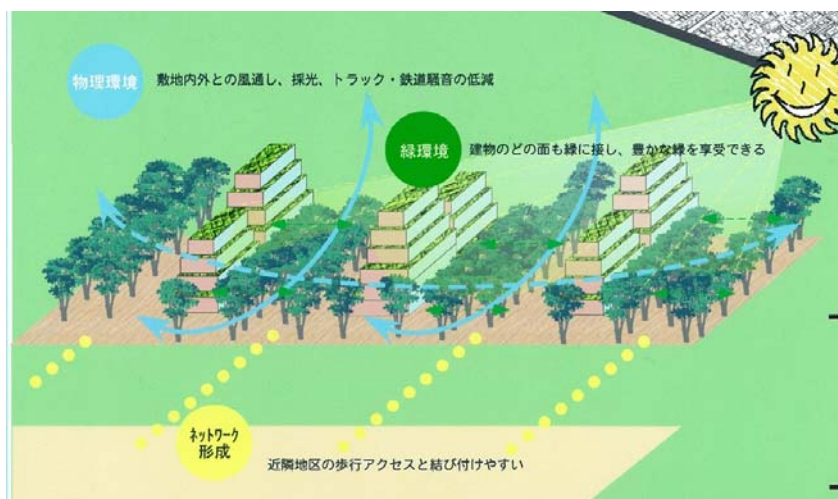 物理環境
敷地内外との風通し、採光、トラック・鉄道騒音の低減
緑環境
建物のどの面も緑に接し、豊かな緑を享受できる
ネットワーク
形成
近隣地区の歩行アクセスと結び付けやすい